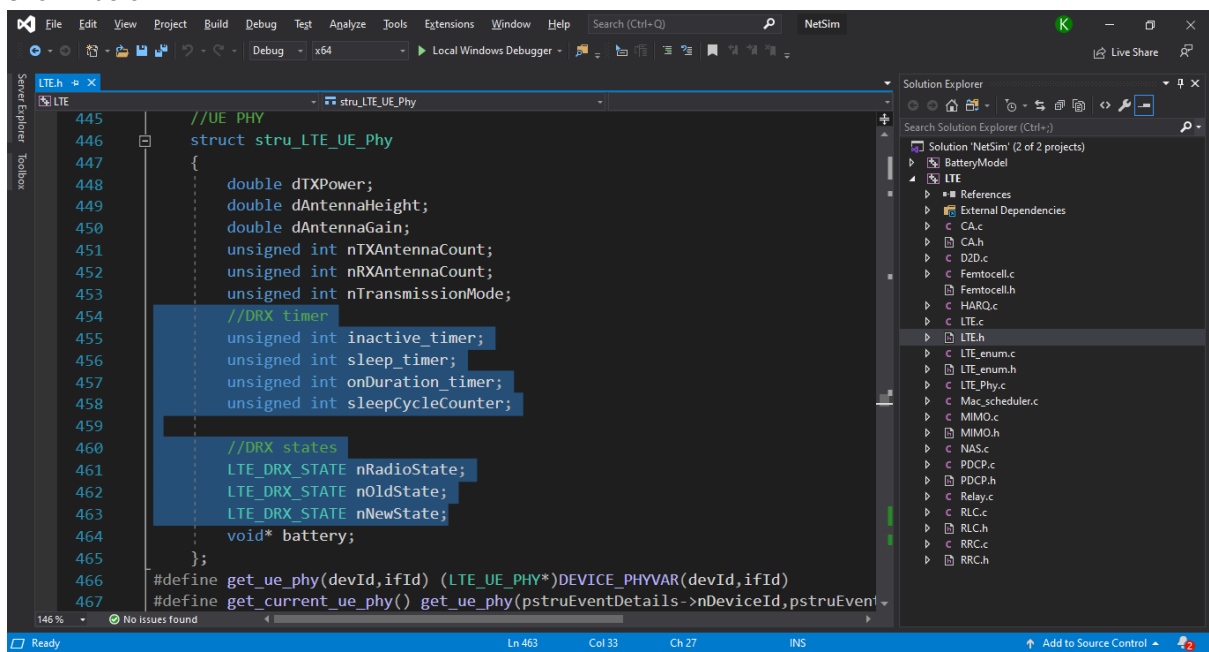 File Edit View Project Build Debug Test Analyze Tools Extensions Window Help Search (Ctrl+Q) NetSim K
Debug x64 Local Windows Debugger Live Share
Server Explorer
Toolbox
LTE.h
LTE stru_LTE_UE_Phy
445 //UE PHY
446 struct stru_LTE_UE_Phy
447 {
448 double dTXPower;
449 double dAntennaHeight;
450 double dAntennaGain;
451 unsigned int nTXAntennaCount;
452 unsigned int nRXAntennaCount;
453 unsigned int nTransmissionMode;
454 //DRX timer
455 unsigned int inactive_timer;
456 unsigned int sleep_timer;
457 unsigned int onDuration_timer;
458 unsigned int sleepCycleCounter;
459
460 //DRX states
461 LTE_DRX_STATE nRadioState;
462 LTE_DRX_STATE nOldState;
463 LTE_DRX_STATE nNewState;
464 void* battery;
465 };
466 #define get_ue_phy(devId,ifId) (LTE_UE_PHY*)DEVICE_PHYVAR(devId,ifId)
467 #define get_current_ue_phy() get_ue_phy(pstruEventDetails->nDeviceId,pstruEven
146 % No issues found
Solution Explorer
Search Solution Explorer (Ctrl+;)
Solution 'NetSim' (2 of 2 projects)
BatteryModel
LTE
References
External Dependencies
CA.c
CA.h
D2D.c
Femtocell.c
Femtocell.h
HARQ.c
LTE.c
LTE.h
LTE_enum.c
LTE_enum.h
LTE_Phy.c
Mac_scheduler.c
MIMO.c
MIMO.h
NAS.c
PDCP.c
PDCP.h
Relay.c
RLC.c
RLC.h
RRC.c
RRC.h
Ready Ln 463 Col 33 Ch 27 INS Add to Source Control 2